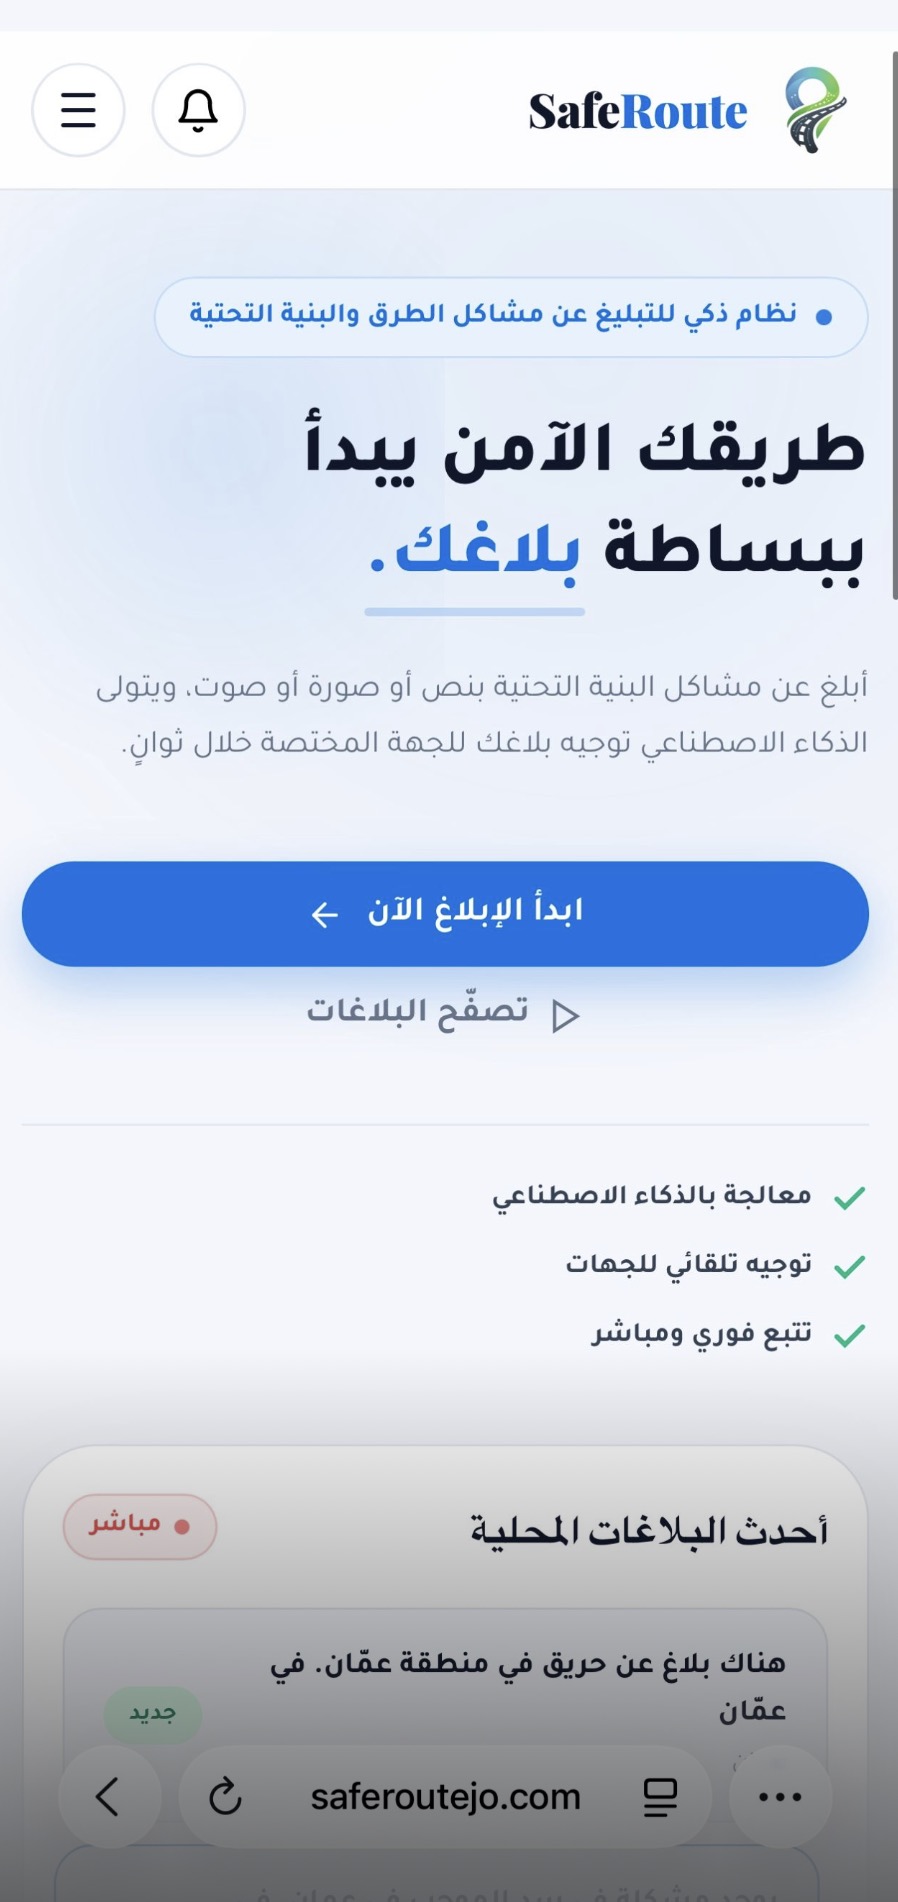 SafeRoute
نظام ذكي للتبليغ عن مشاكل الطرق والبنية التحتية
طريقك الآمن يبدأ
ببساطة بلاغك.
أبلغ عن مشاكل البنية التحتية بنص أو صورة أو صوت، ويتولى
الذكاء الاصطناعي توجيه بلاغك للجهة المختصة خلال ثوانٍ.
ابدأ الإبلاغ الآن
تصفّح البلاغات
معالجة بالذكاء الاصطناعي
توجيه تلقائي للجهات
تتبع فوري ومباشر
أحدث البلاغات المحلية
مباشر
هناك بلاغ عن حريق في منطقة عمّان. في
عمّان
جديد
saferoutejo.com